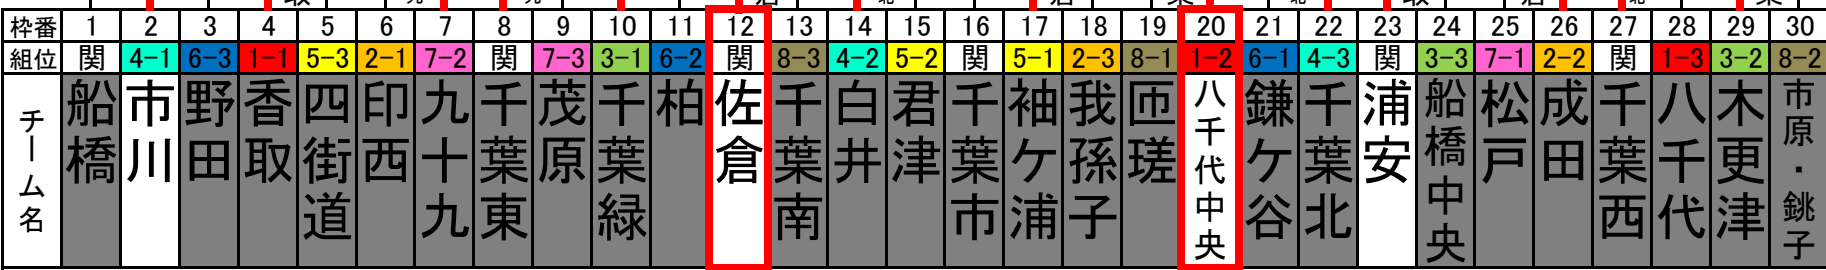 枠番 1 2 3 4 5 6 7 8 9 10 11 12 13 14 15 16 17 18 19 20 21 22 23 24 25 26 27 28 29 30
組位 関 4-1 6-3 1-1 5-3 2-1 7-2 関 7-3 3-1 6-2 関 8-3 4-2 5-2 関 5-1 2-3 8-1 1-2 6-1 4-3 関 3-3 7-1 2-2 関 1-3 3-2 8-2
チーム名 船橋 市川 野田 香取 四街道 印西 九十九 千葉東 茂原 千葉緑 柏 佐倉 千葉南 白井 君津 千葉市 袖ケ浦 我孫子 匝瑳 八千代中央 鎌ケ谷 千葉北 浦安 船橋中央 松戸 成田 千葉西 八千代 木更津 市原・銚子